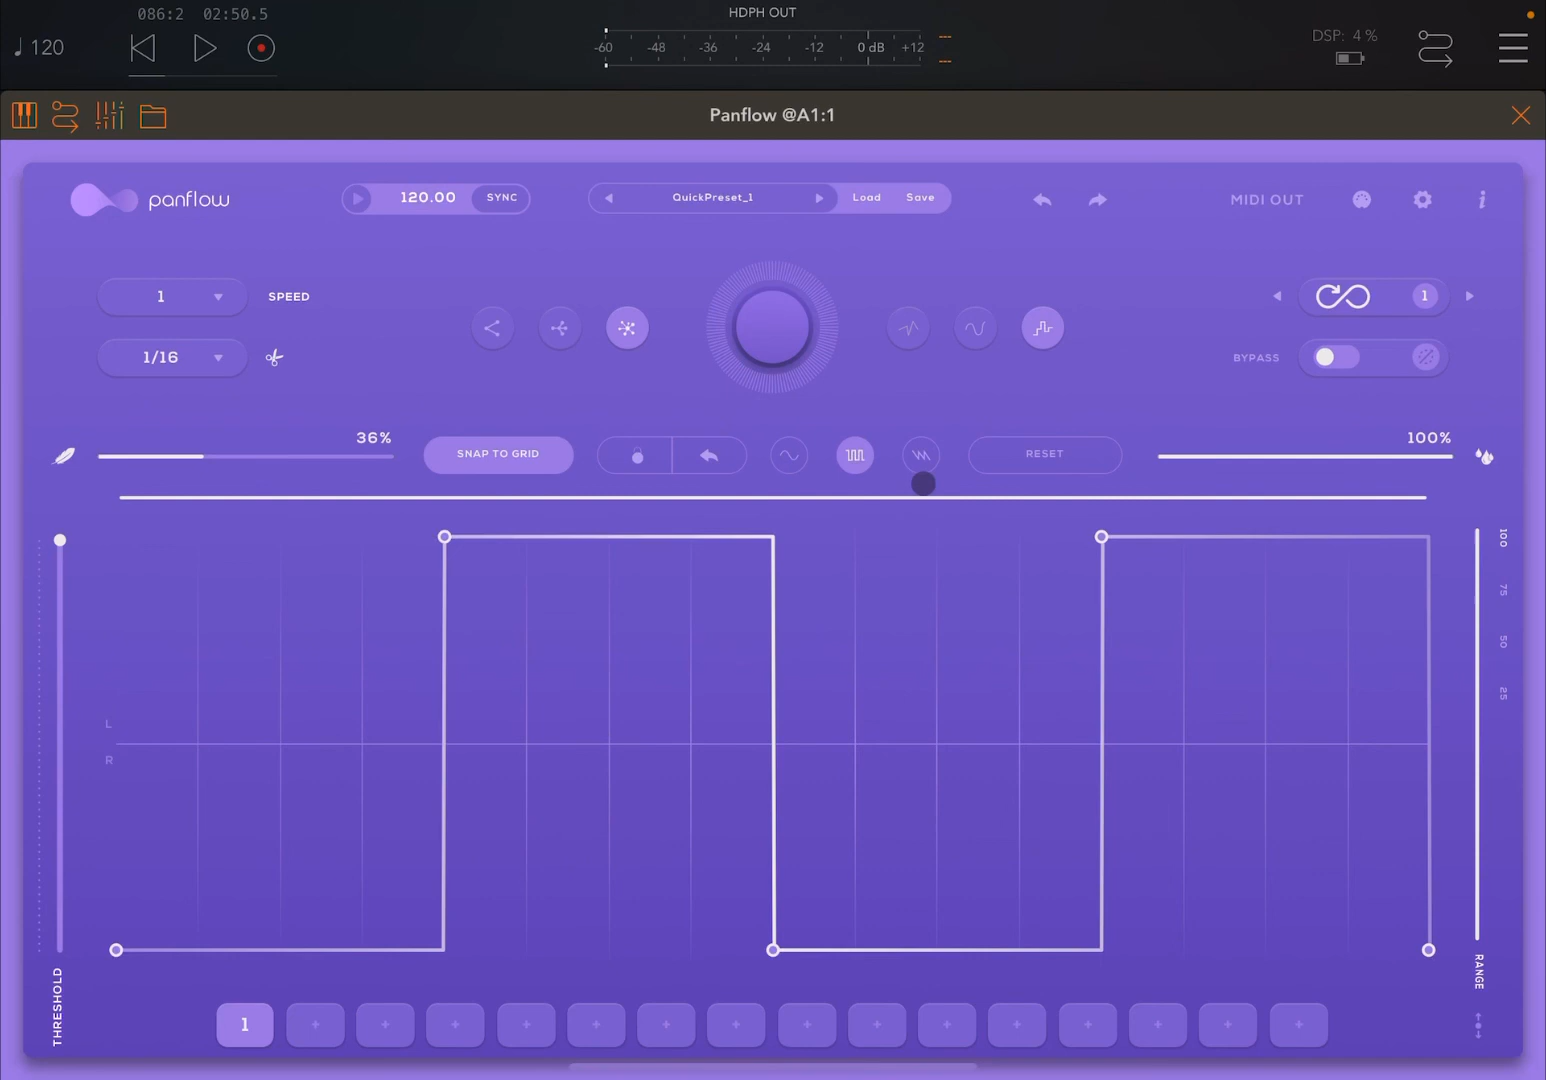 086:2 02:50.5
HDPH OUT
120
-60 -48 -36 -24 -12 0 dB +12
DSP: 4 %
Panflow @A1:1
panflow
120.00 SYNC
QuickPreset_1 Load Save
MIDI OUT
i
1 SPEED
1
1/16
BYPASS
36%
SNAP TO GRID
RESET
100%
L
R
100
75
50
25
THRESHOLD
RANGE
1 + + + + + + + + + + + + + + +